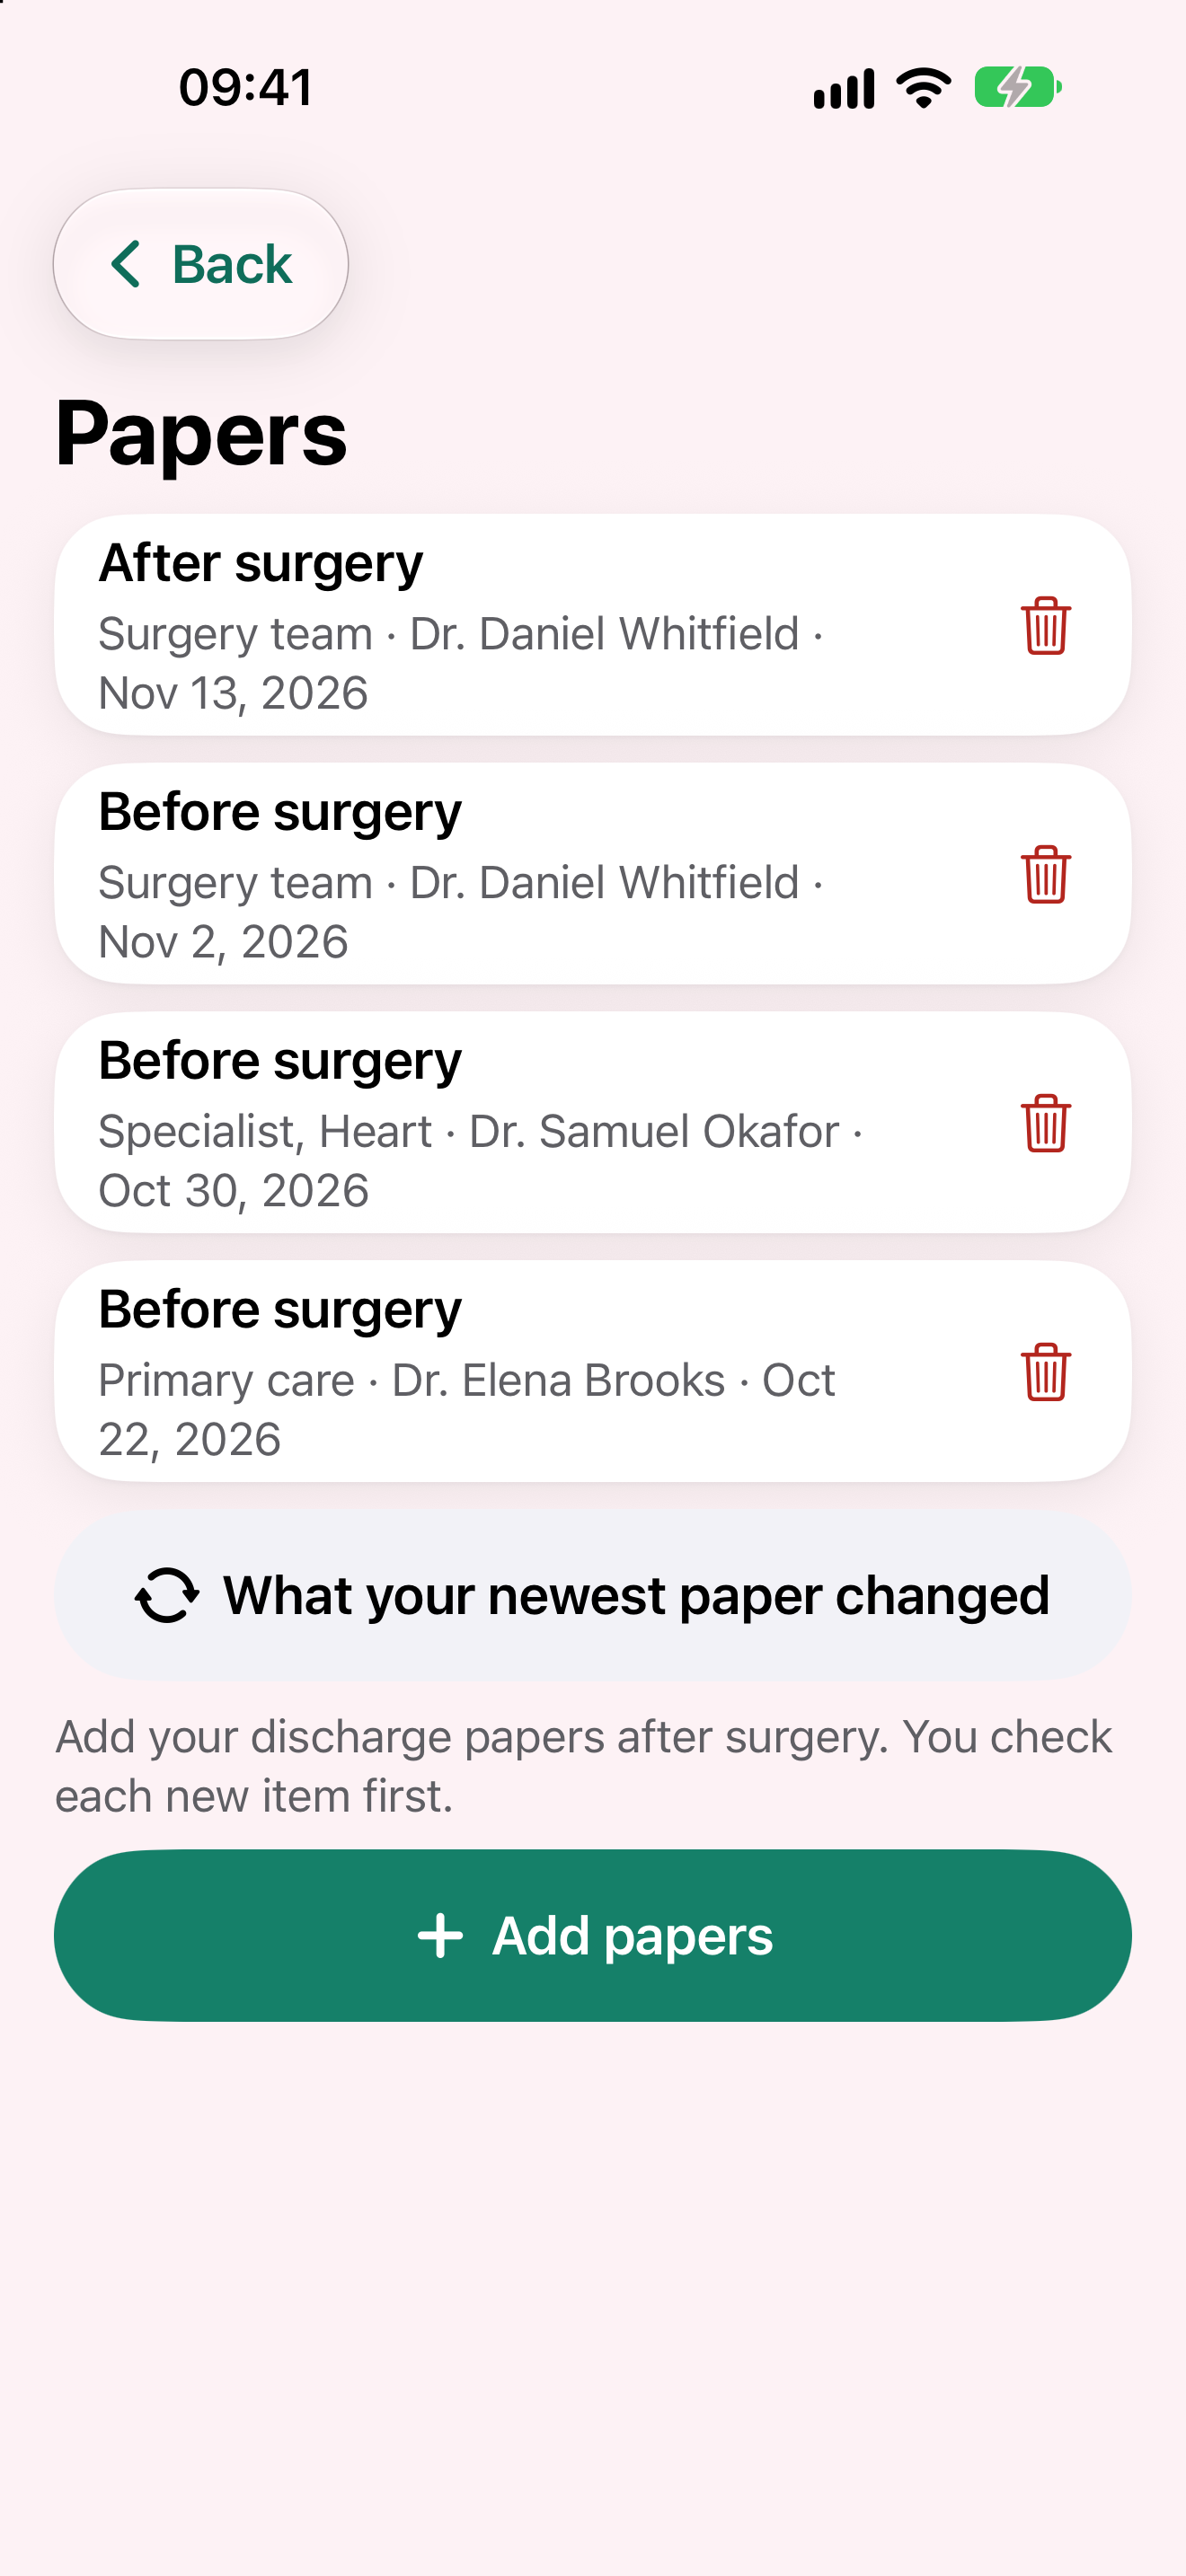 09:41
Back
Papers
After surgery
Surgery team · Dr. Daniel Whitfield ·
Nov 13, 2026
Before surgery
Surgery team · Dr. Daniel Whitfield ·
Nov 2, 2026
Before surgery
Specialist, Heart · Dr. Samuel Okafor ·
Oct 30, 2026
Before surgery
Primary care · Dr. Elena Brooks · Oct
22, 2026
What your newest paper changed
Add your discharge papers after surgery. You check
each new item first.
Add papers